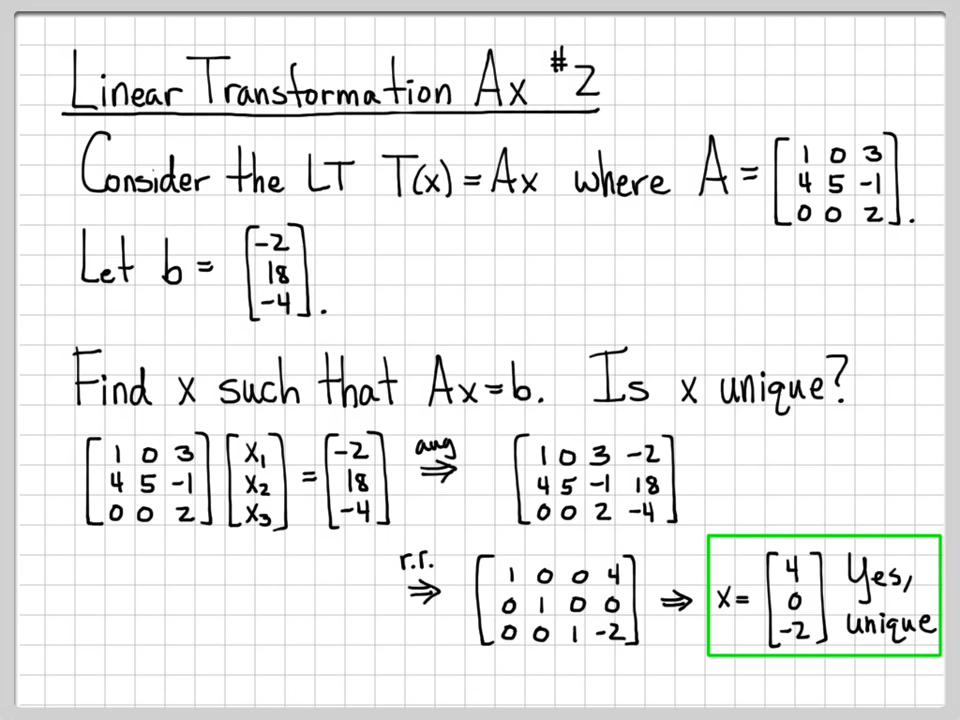 Linear Transformation Ax #2
Consider the LT T(x) = Ax where A = [1 0 3
4 5 -1
0 0 2].
Let b = [-2
18
-4].
Find x such that Ax=b. Is x unique?
[1 0 3 [x1 = [-2 aug ⇒ [1 0 3 -2
4 5 -1 x2 18 4 5 -1 18
0 0 2] x3] -4] 0 0 2 -4]
r.r. ⇒ [1 0 0 4 ⇒ x = [4 Yes,
0 1 0 0 0 unique
0 0 1 -2] -2]